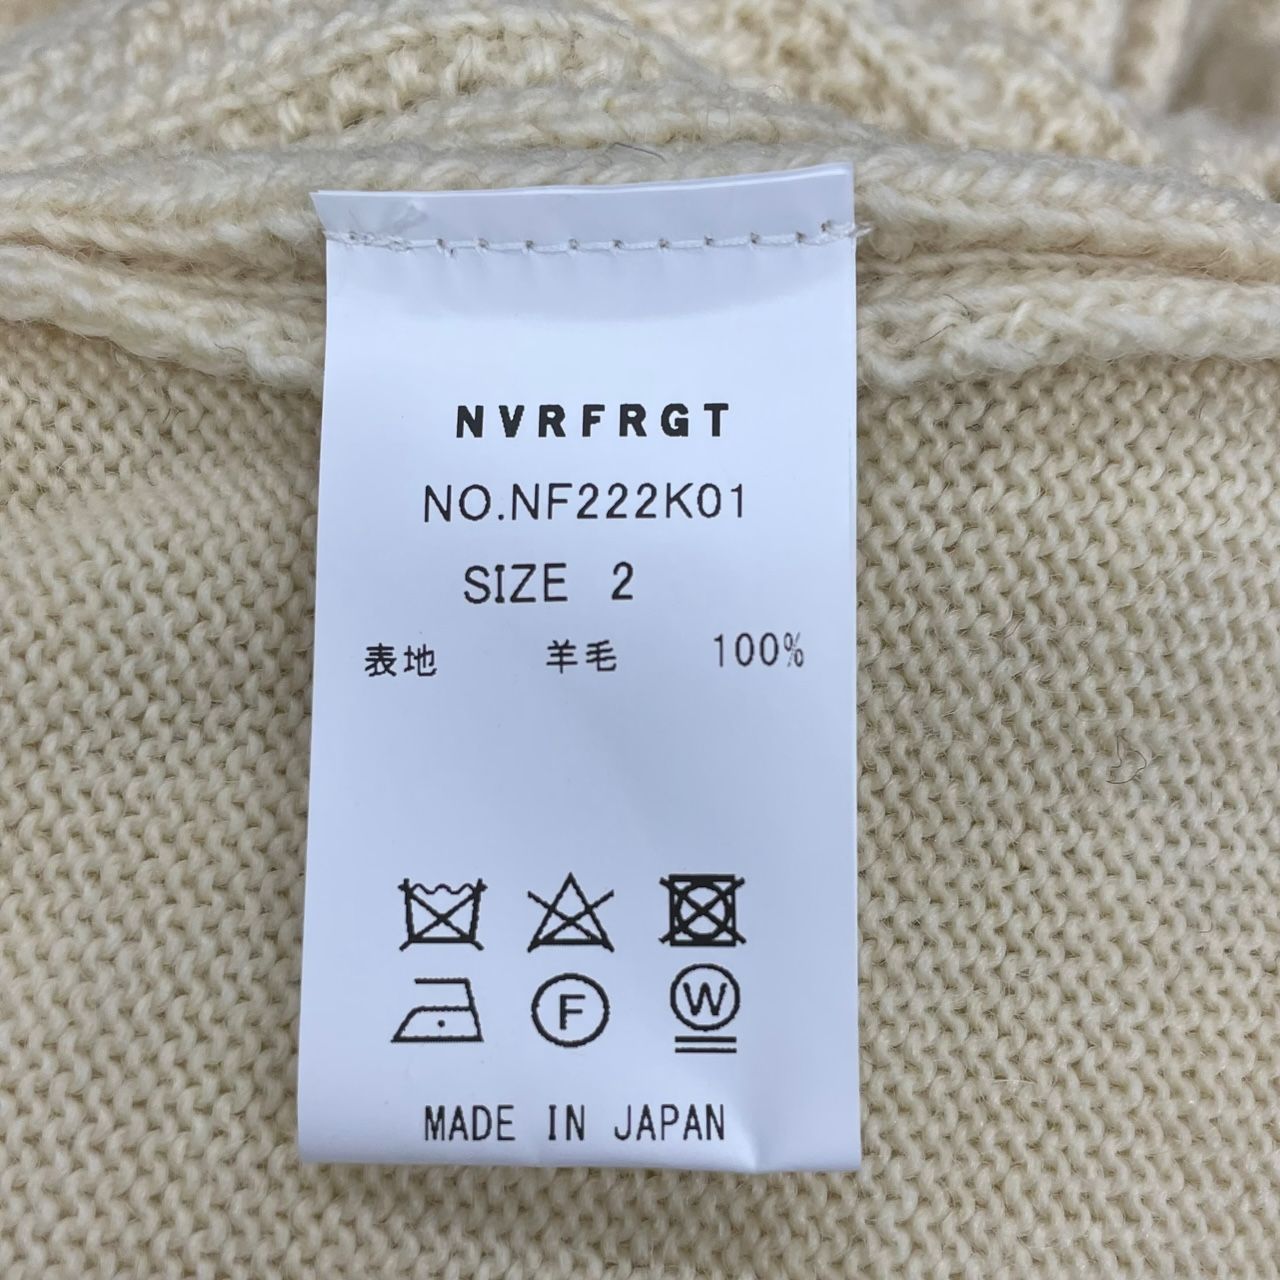 NVRFRGT
NO.NF222K01
SIZE 2
表地 羊毛 100%
F W
MADE IN JAPAN